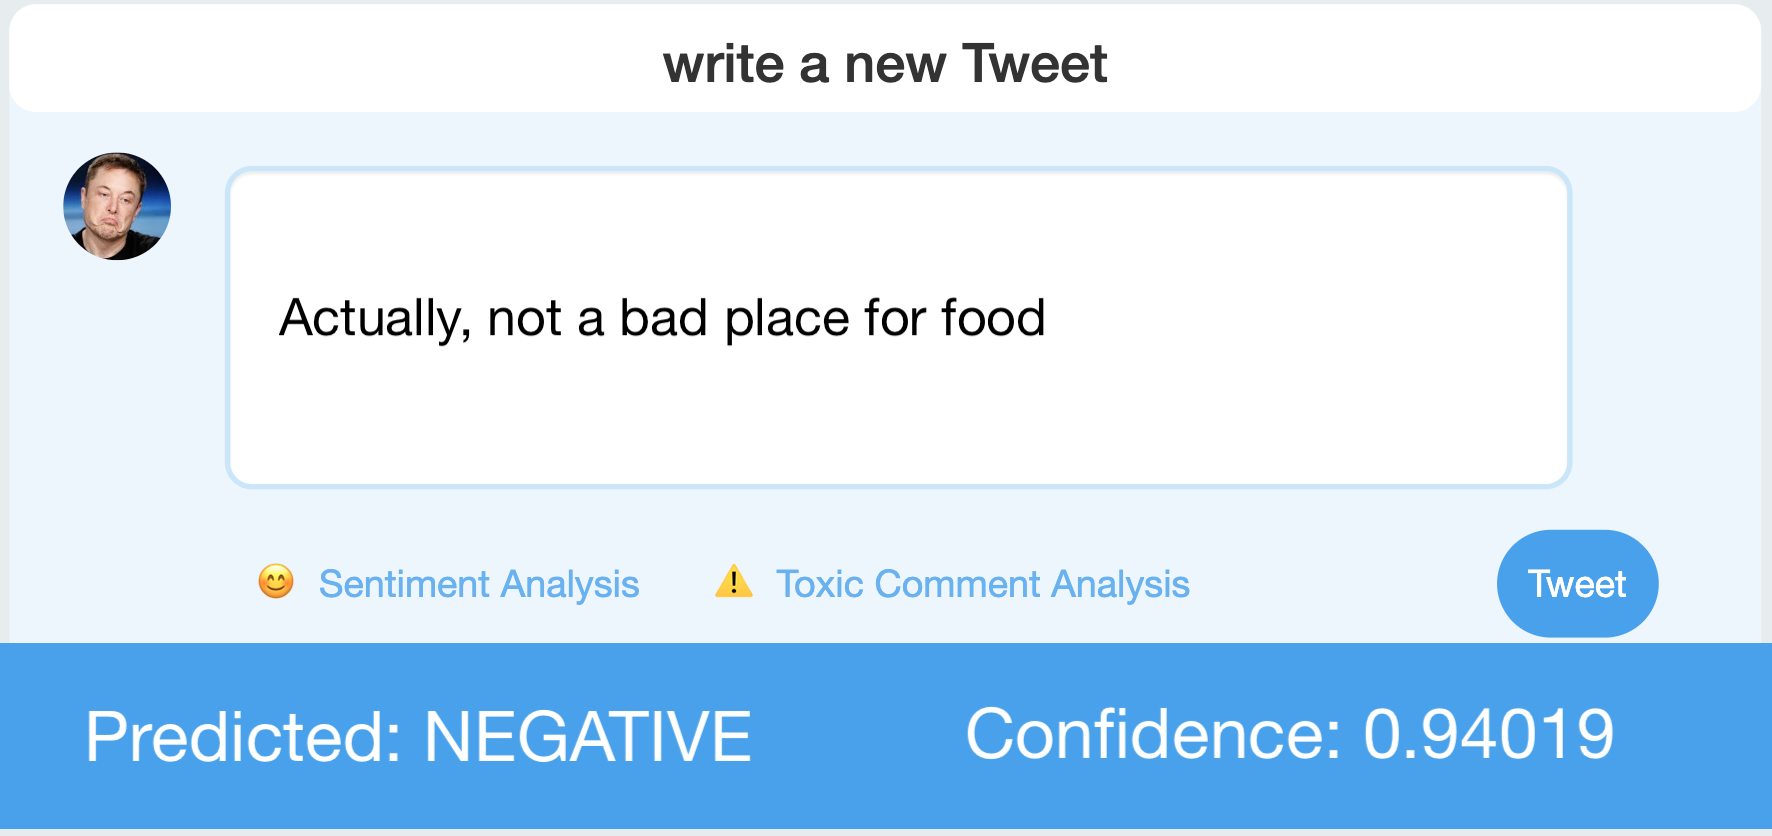 write a new Tweet
Actually, not a bad place for food
😊 Sentiment Analysis ⚠️ Toxic Comment Analysis Tweet
Predicted: NEGATIVE Confidence: 0.94019